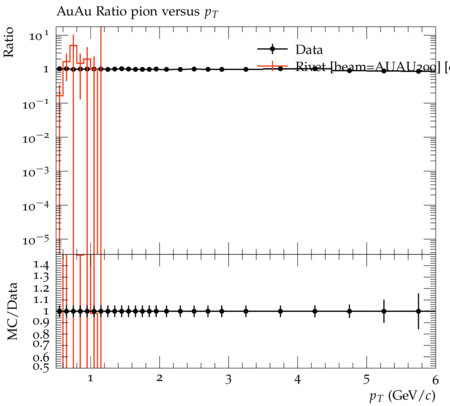 AuAu Ratio pion versus p_T
Ratio
10^1
1
10^−1
10^−2
10^−3
10^−4
10^−5
Data
Rivet [beam=AUAU200] [
MC/Data
1.4
1.3
1.2
1.1
1
0.9
0.8
0.7
0.6
0.5
1 2 3 4 5 6
p_T (GeV/c)